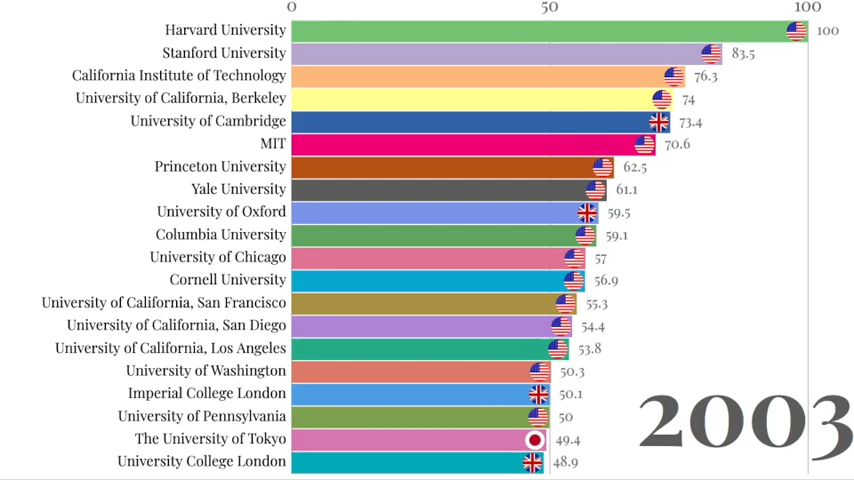 0 50 100
Harvard University 100
Stanford University 83.5
California Institute of Technology 76.3
University of California, Berkeley 74
University of Cambridge 73.4
MIT 70.6
Princeton University 62.5
Yale University 61.1
University of Oxford 59.5
Columbia University 59.1
University of Chicago 57
Cornell University 56.9
University of California, San Francisco 55.3
University of California, San Diego 54.4
University of California, Los Angeles 53.8
University of Washington 50.3
Imperial College London 50.1
University of Pennsylvania 50
The University of Tokyo 49.4
University College London 48.9
2003